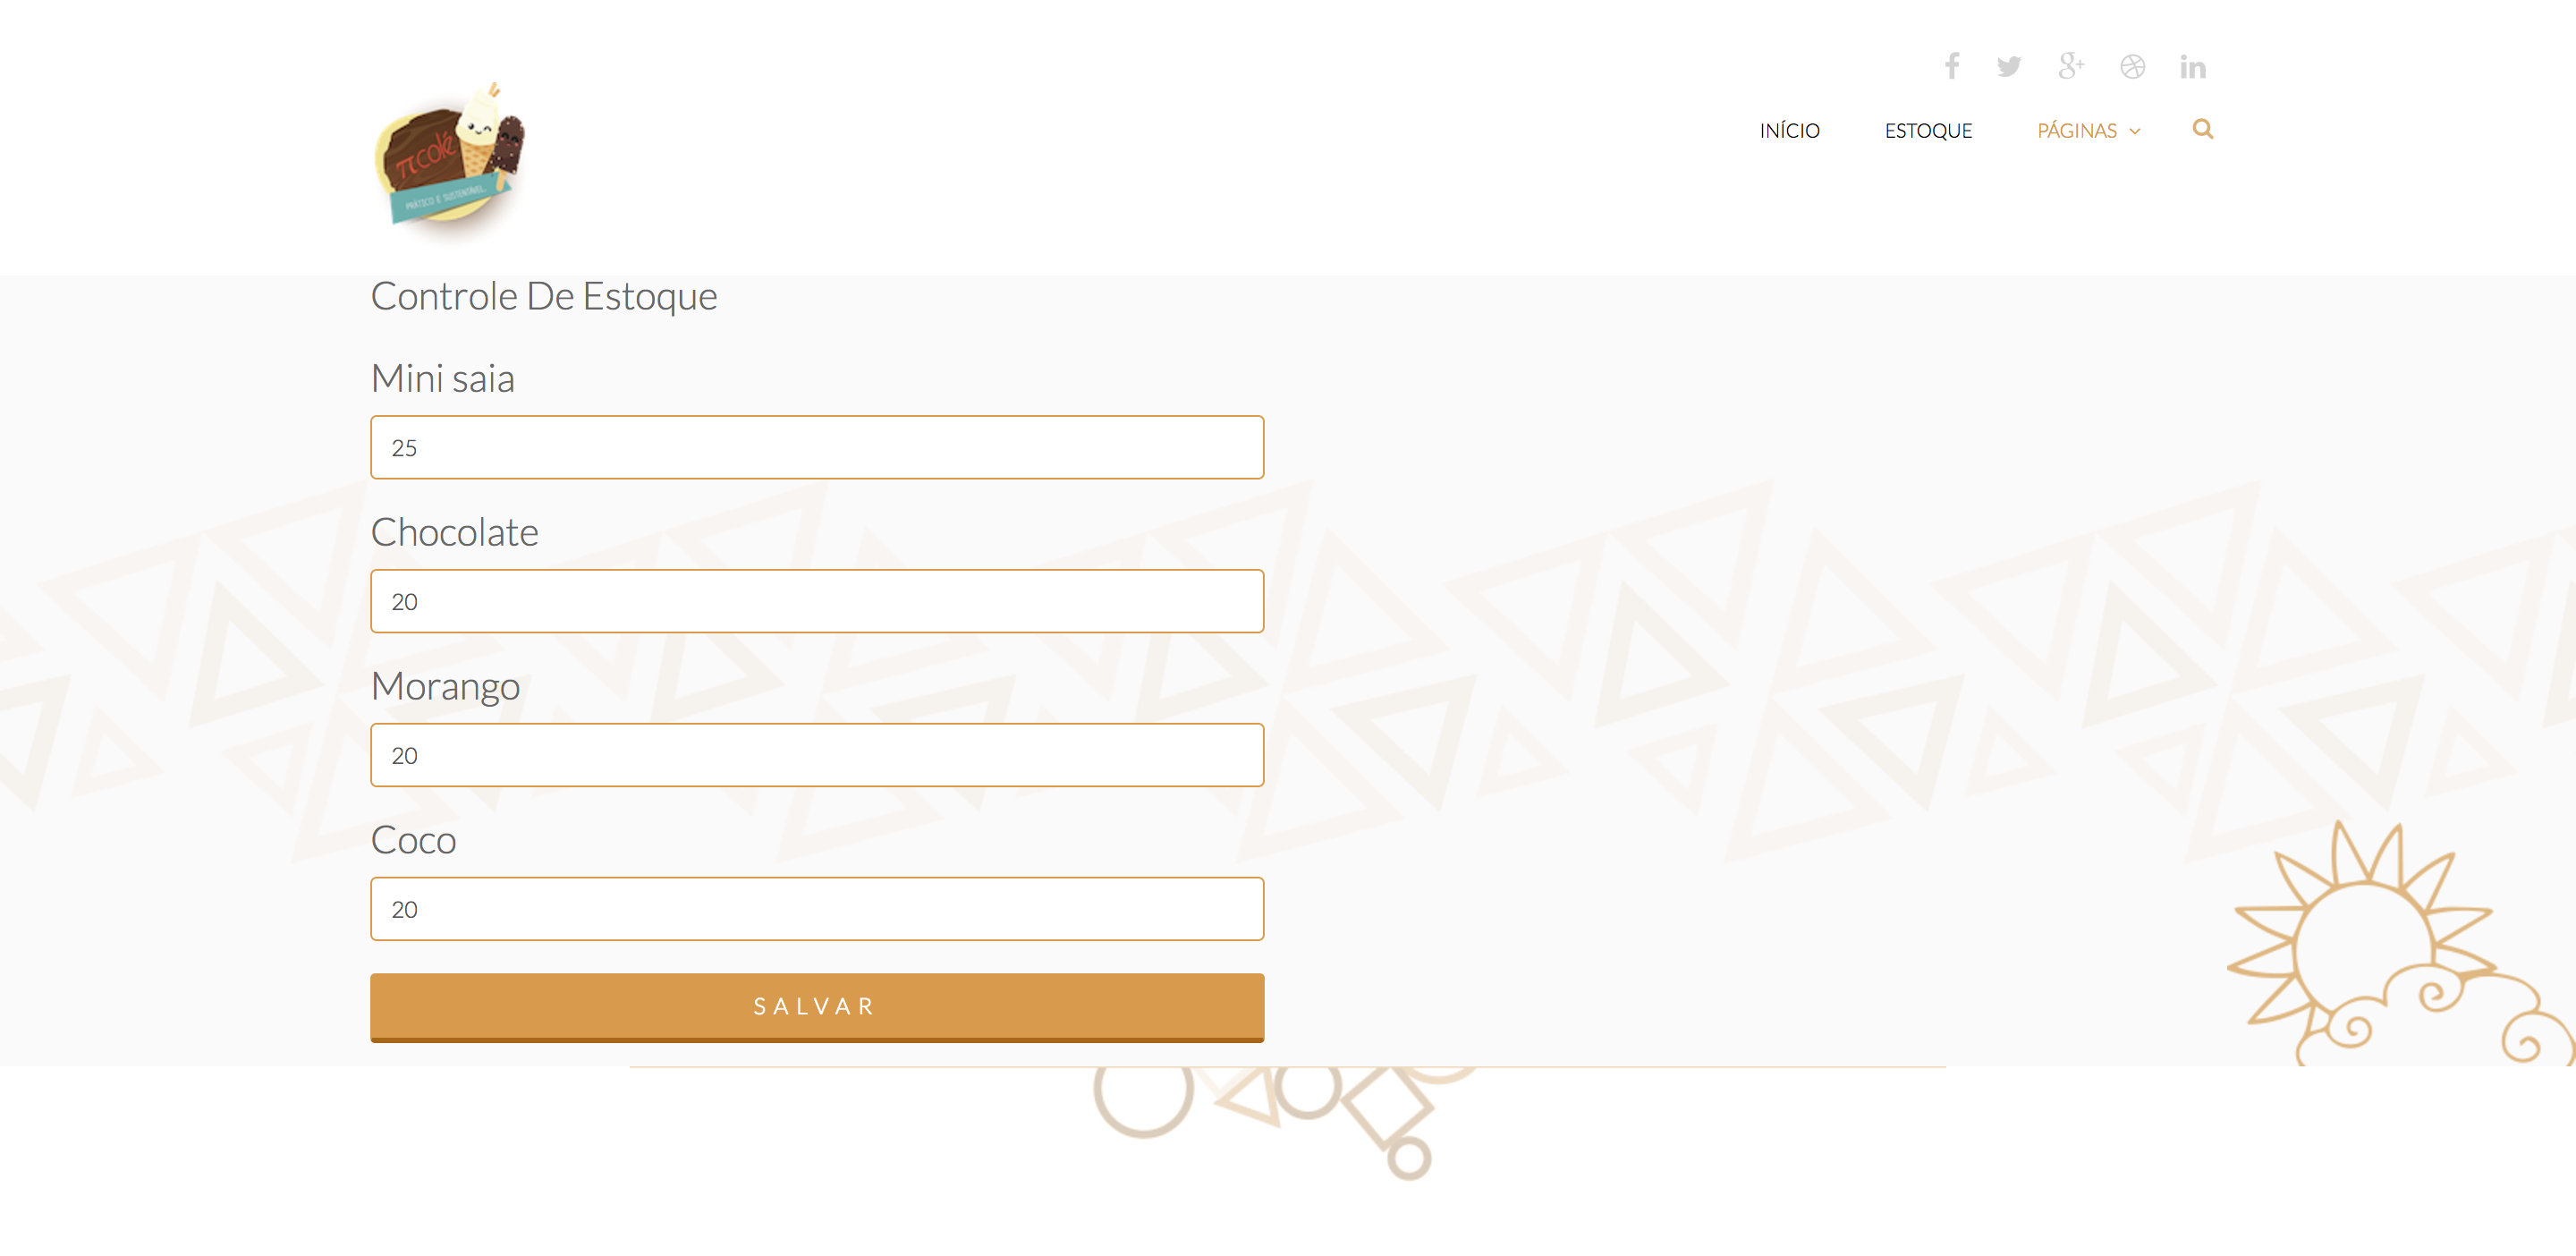 INÍCIO ESTOQUE PÁGINAS
πcolé
PRÁTICO E SUSTENTÁVEL.
Controle De Estoque
Mini saia
25
Chocolate
20
Morango
20
Coco
20
SALVAR